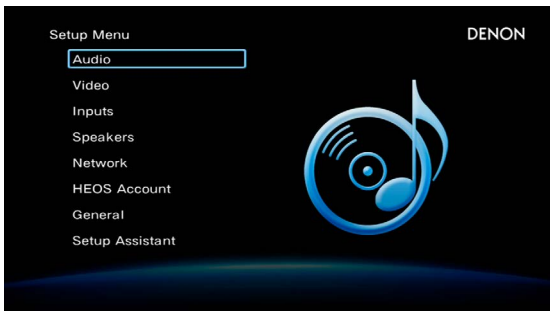 Setup Menu
DENON
Audio
Video
Inputs
Speakers
Network
HEOS Account
General
Setup Assistant